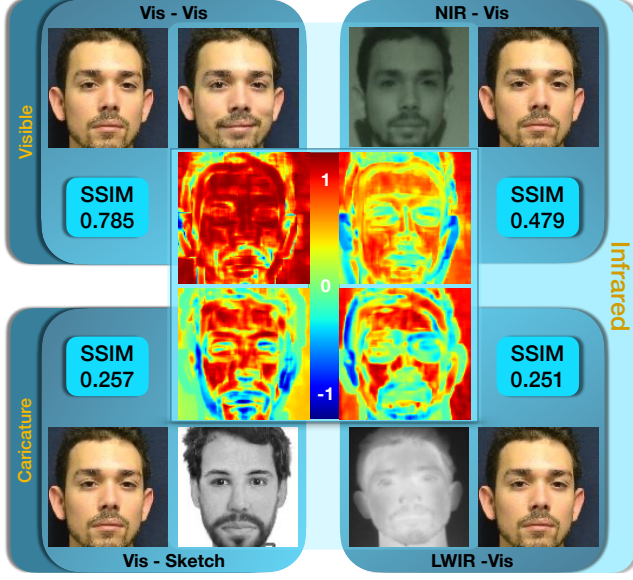 Vis - Vis
NIR - Vis
Visible
SSIM
0.785
1
0
-1
SSIM
0.479
Infrared
SSIM
0.257
SSIM
0.251
Caricature
Vis - Sketch
LWIR -Vis